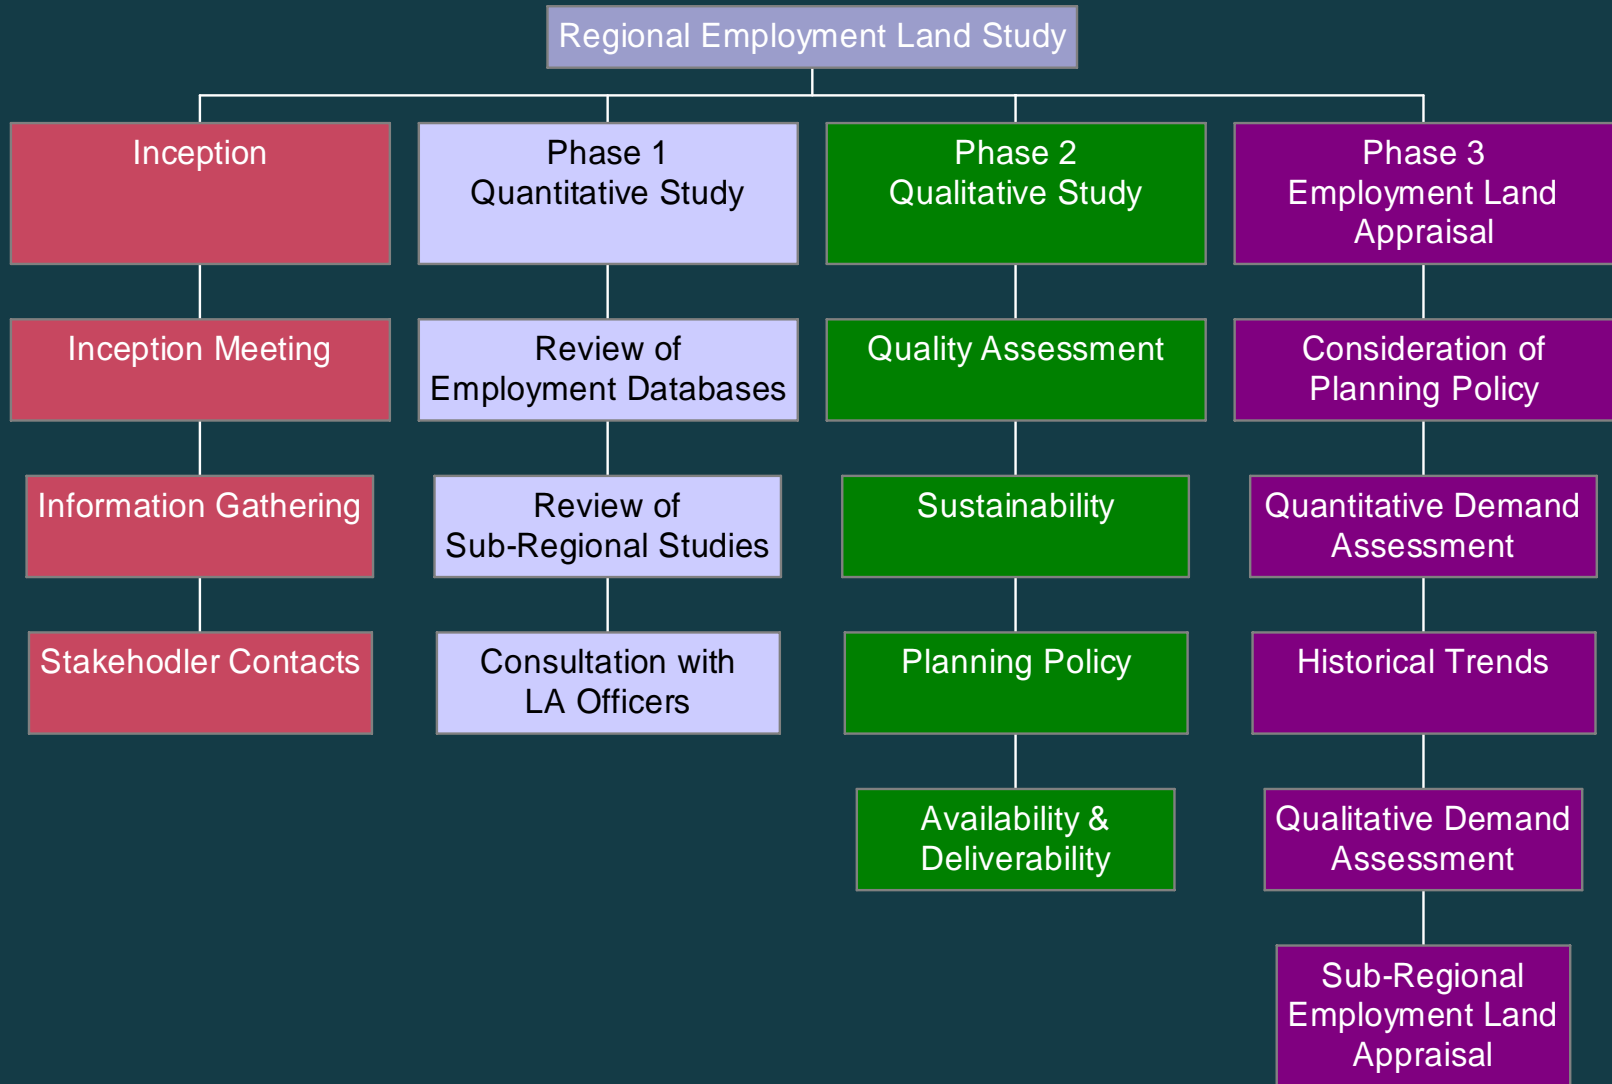 Regional Employment Land Study
Inception
Phase 1
Quantitative Study
Phase 2
Qualitative Study
Phase 3
Employment Land
Appraisal
Inception Meeting
Review of
Employment Databases
Quality Assessment
Consideration of
Planning Policy
Information Gathering
Review of
Sub-Regional Studies
Sustainability
Quantitative Demand
Assessment
Stakehodler Contacts
Consultation with
LA Officers
Planning Policy
Historical Trends
Availability &
Deliverability
Qualitative Demand
Assessment
Sub-Regional
Employment Land
Appraisal